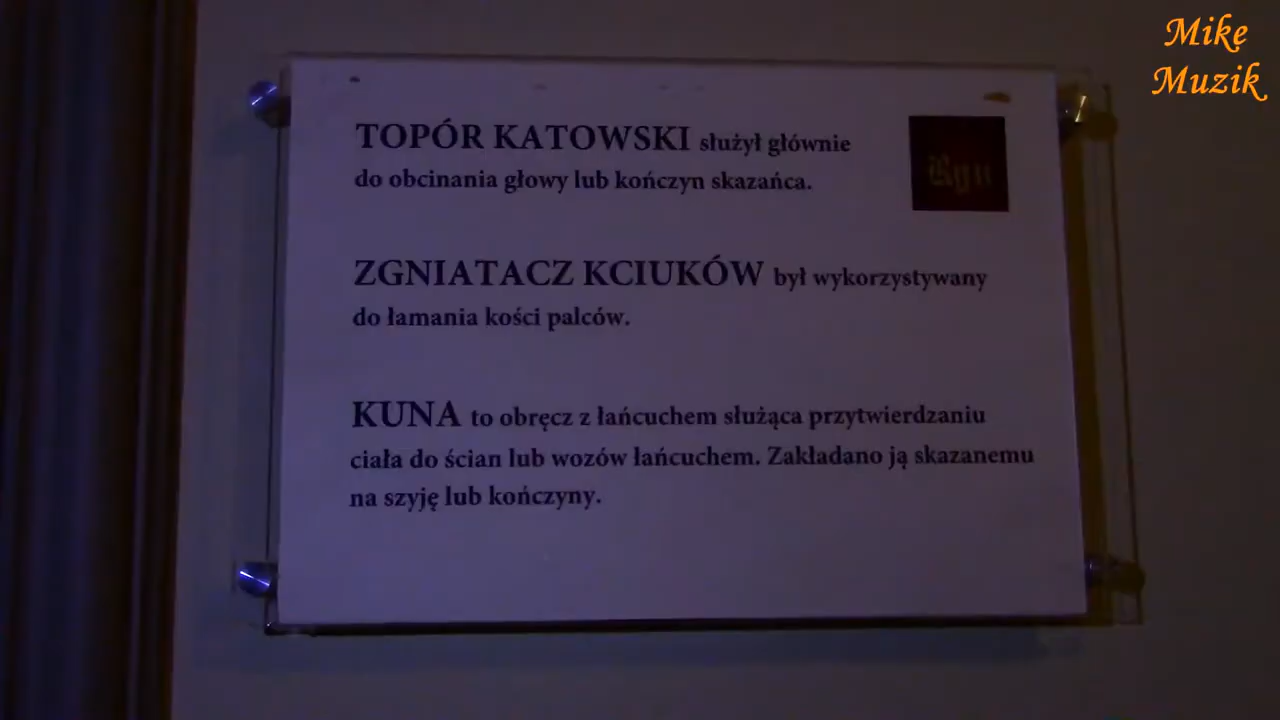 Mike
Muzik
TOPÓR KATOWSKI służył głównie
do obcinania głowy lub kończyn skazańca.
Ryn
ZGNIATACZ KCIUKÓW był wykorzystywany
do łamania kości palców.
KUNA to obręcz z łańcuchem służąca przytwierdzaniu
ciała do ścian lub wozów łańcuchem. Zakładano ją skazanemu
na szyję lub kończyny.